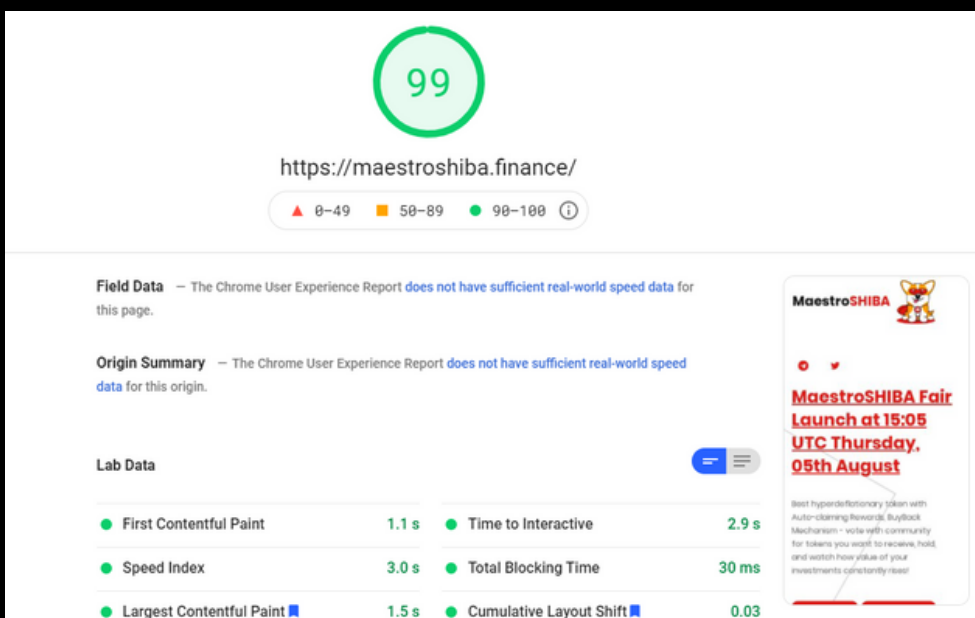 99
https://maestroshiba.finance/
0–49 50–89 90–100
Field Data — The Chrome User Experience Report does not have sufficient real-world speed data for
this page.
Origin Summary — The Chrome User Experience Report does not have sufficient real-world speed
data for this origin.
Lab Data
First Contentful Paint 1.1 s
Time to Interactive 2.9 s
Speed Index 3.0 s
Total Blocking Time 30 ms
Largest Contentful Paint 1.5 s
Cumulative Layout Shift 0.03
MaestroSHIBA
MaestroSHIBA Fair
Launch at 15:05
UTC Thursday,
05th August
Best hyperdeflationary token with
Auto-claiming Rewards, BuyBack
Mechanism - vote with community
for tokens you want to receive, hold,
and watch how value of your
investments constantly rises!